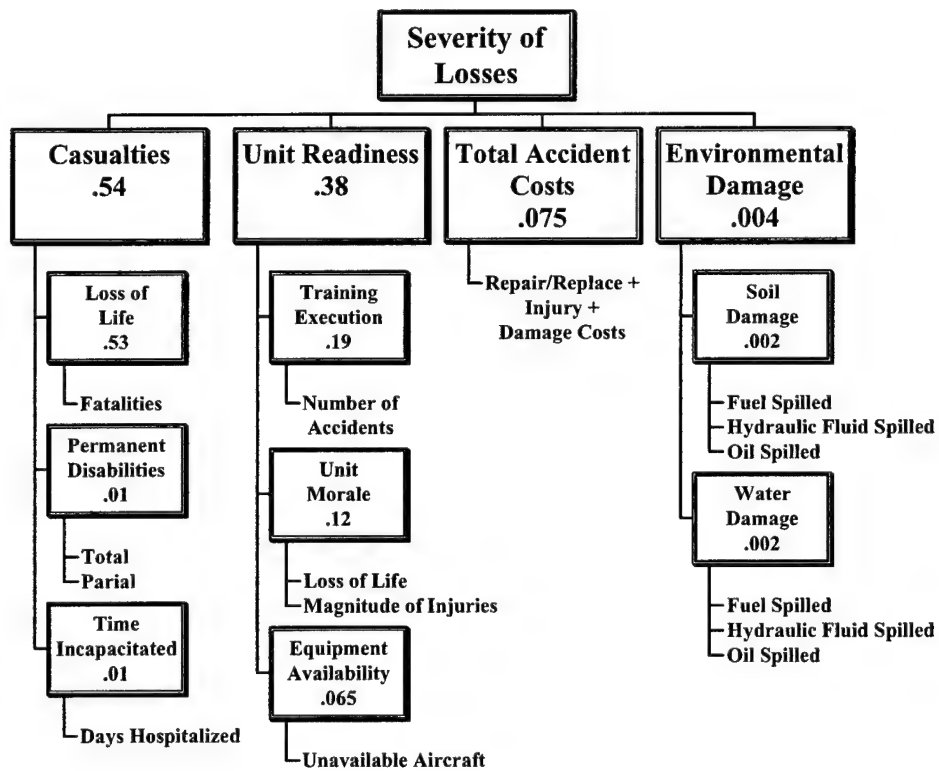 Severity of
Losses
Casualties
.54
Unit Readiness
.38
Total Accident
Costs
.075
Environmental
Damage
.004
Loss of
Life
.53
Fatalities
Permanent
Disabilities
.01
Total
Parial
Time
Incapacitated
.01
Days Hospitalized
Training
Execution
.19
Number of
Accidents
Unit
Morale
.12
Loss of Life
Magnitude of Injuries
Equipment
Availability
.065
Unavailable Aircraft
Repair/Replace +
Injury +
Damage Costs
Soil
Damage
.002
Fuel Spilled
Hydraulic Fluid Spilled
Oil Spilled
Water
Damage
.002
Fuel Spilled
Hydraulic Fluid Spilled
Oil Spilled